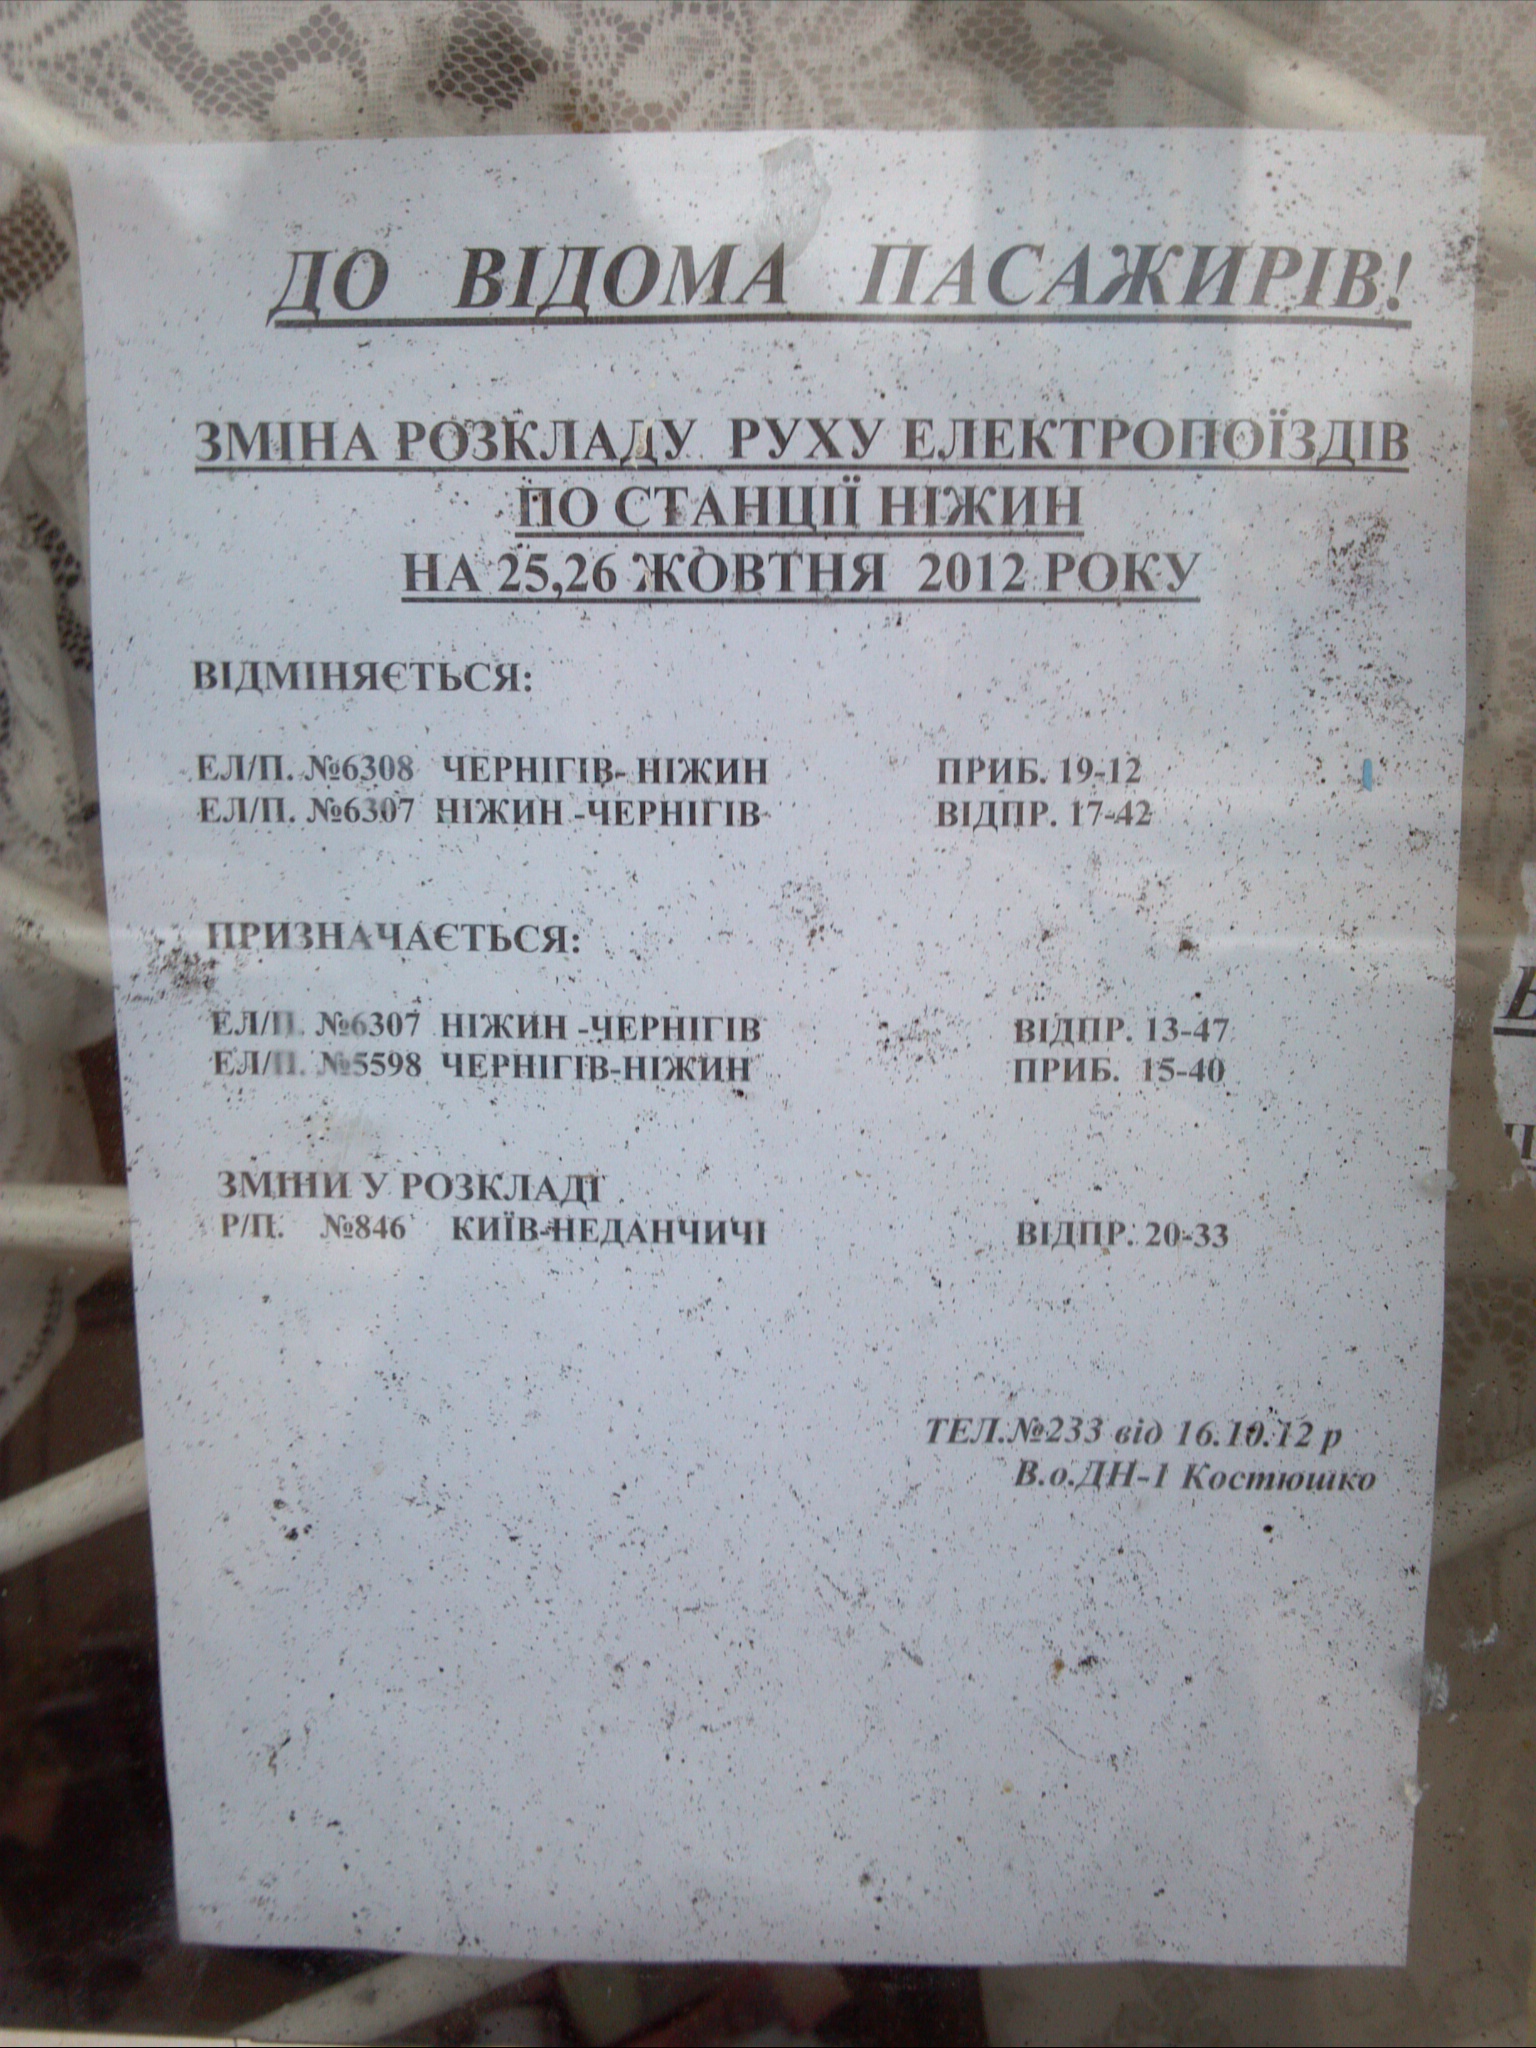 ДО ВІДОМА ПАСАЖИРІВ!
ЗМІНА РОЗКЛАДУ РУХУ ЕЛЕКТРОПОЇЗДІВ
ПО СТАНЦІЇ НІЖИН
НА 25,26 ЖОВТНЯ 2012 РОКУ
ВІДМІНЯЄТЬСЯ:
ЕЛ/П. №6308 ЧЕРНІГІВ- НІЖИН ПРИБ. 19-12
ЕЛ/П. №6307 НІЖИН -ЧЕРНІГІВ ВІДПР. 17-42
ПРИЗНАЧАЄТЬСЯ:
ЕЛ/П. №6307 НІЖИН -ЧЕРНІГІВ ВІДПР. 13-47
ЕЛ/П. №5598 ЧЕРНІГІВ-НІЖИН ПРИБ. 15-40
ЗМІНИ У РОЗКЛАДІ
Р/П. №846 КИЇВ-НЕДАНЧИЧІ ВІДПР. 20-33
ТЕЛ.№233 від 16.10.12 р
В.о.ДН-1 Костюшко